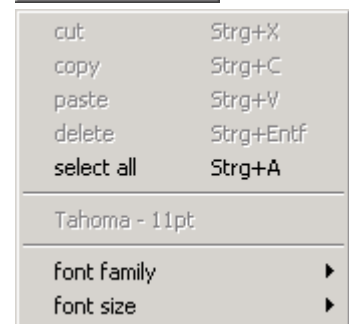 cut Strg+X
copy Strg+C
paste Strg+V
delete Strg+Entf
select all Strg+A
Tahoma - 11pt
font family
font size